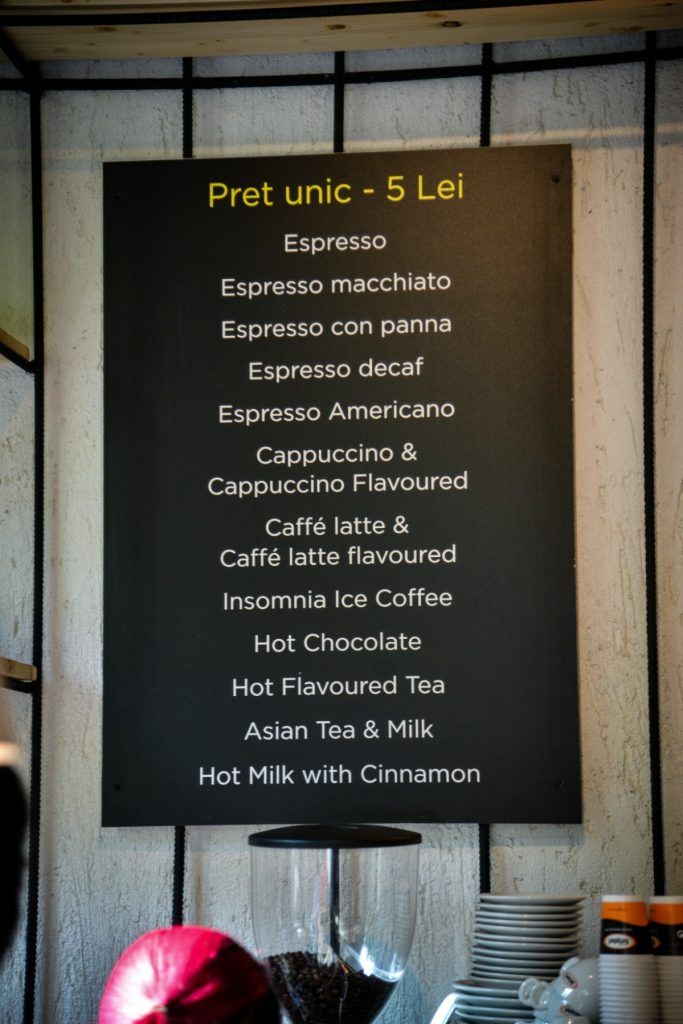 Pret unic - 5 Lei
Espresso
Espresso macchiato
Espresso con panna
Espresso decaf
Espresso Americano
Cappuccino &
Cappuccino Flavoured
Caffé latte &
Caffé latte flavoured
Insomnia Ice Coffee
Hot Chocolate
Hot Flavoured Tea
Asian Tea & Milk
Hot Milk with Cinnamon